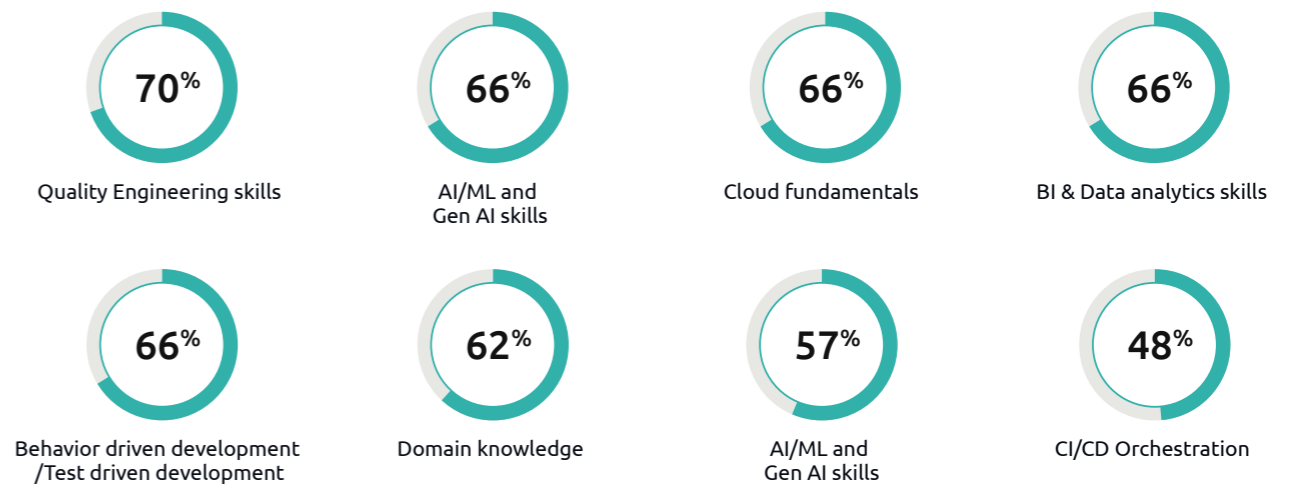 70%
66%
66%
66%
Quality Engineering skills
AI/ML and
Gen AI skills
Cloud fundamentals
BI & Data analytics skills
66%
62%
57%
48%
Behavior driven development
/Test driven development
Domain knowledge
AI/ML and
Gen AI skills
CI/CD Orchestration